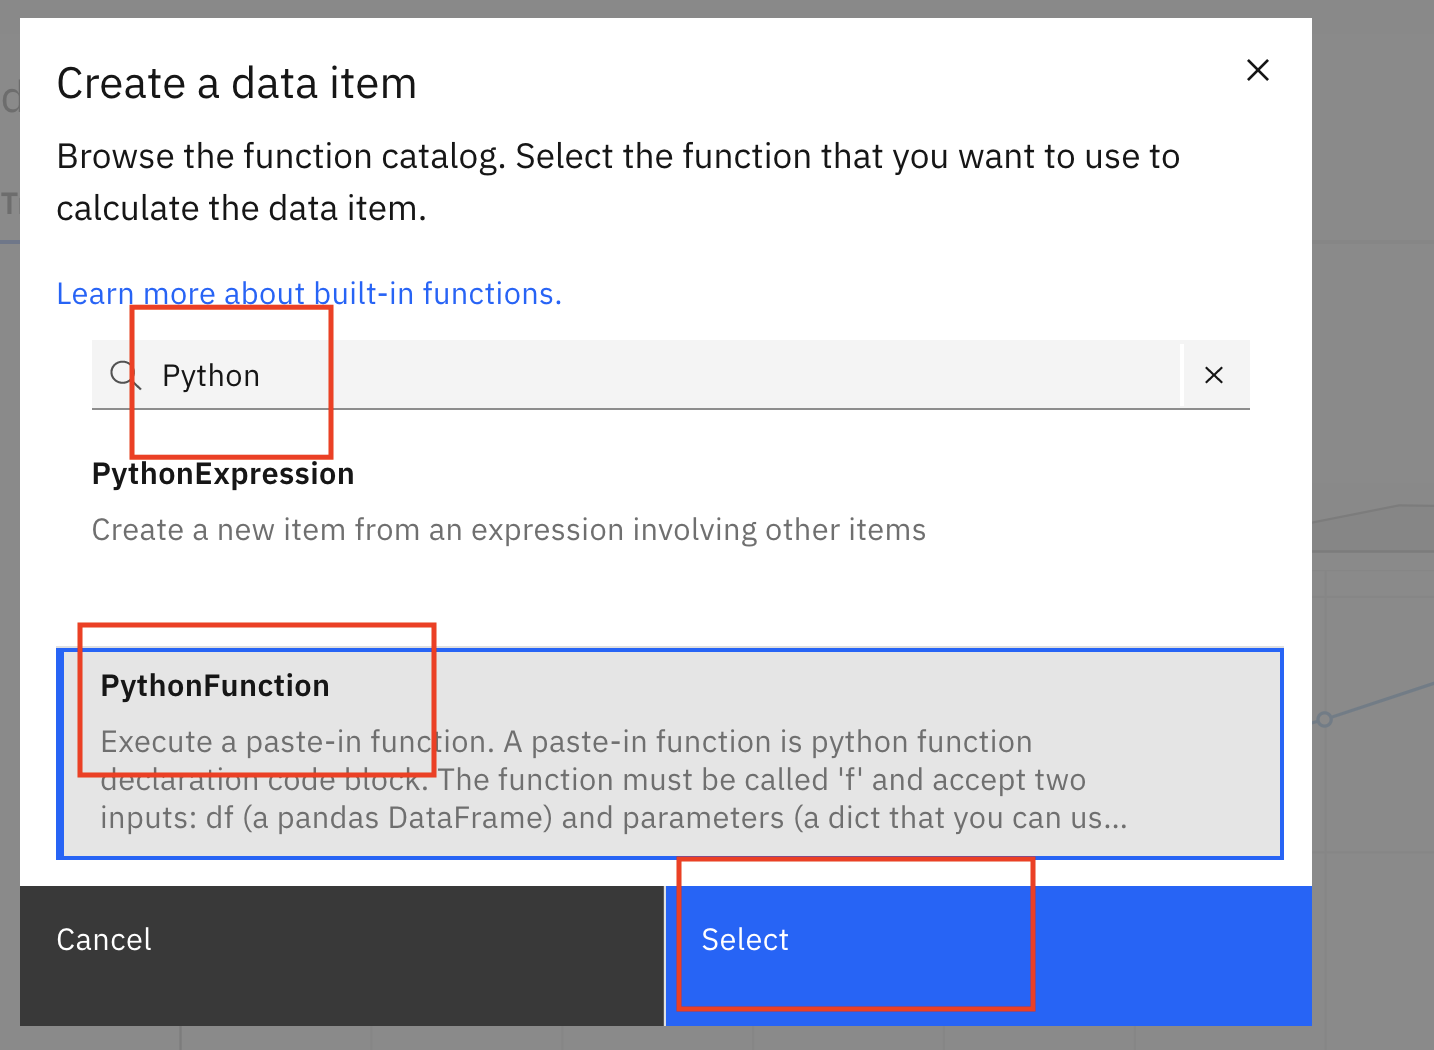 Create a data item
Browse the function catalog. Select the function that you want to use to
calculate the data item.
Learn more about built-in functions.
Python
PythonExpression
Create a new item from an expression involving other items
PythonFunction
Execute a paste-in function. A paste-in function is python function
declaration code block. The function must be called 'f' and accept two
inputs: df (a pandas DataFrame) and parameters (a dict that you can us...
Cancel
Select